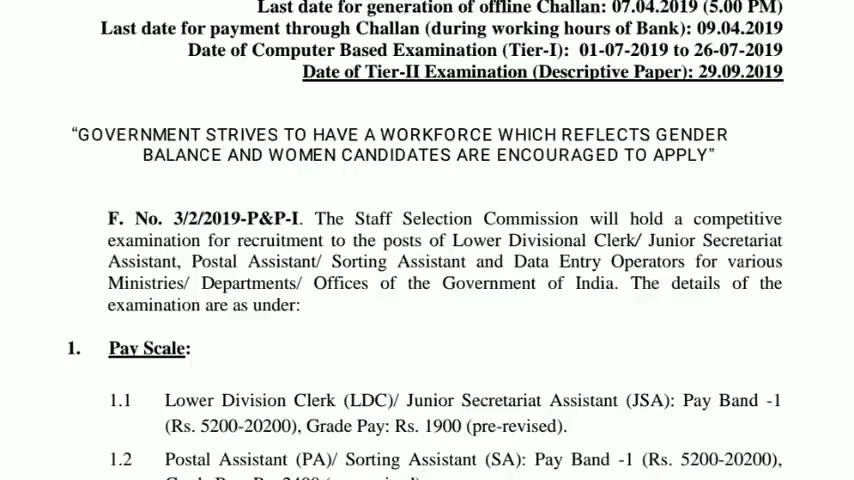 Last date for generation of offline Challan: 07.04.2019 (5.00 PM)
Last date for payment through Challan (during working hours of Bank): 09.04.2019
Date of Computer Based Examination (Tier-I): 01-07-2019 to 26-07-2019
Date of Tier-II Examination (Descriptive Paper): 29.09.2019
“GOVERNMENT STRIVES TO HAVE A WORKFORCE WHICH REFLECTS GENDER
BALANCE AND WOMEN CANDIDATES ARE ENCOURAGED TO APPLY”
F. No. 3/2/2019-P&P-I. The Staff Selection Commission will hold a competitive
examination for recruitment to the posts of Lower Divisional Clerk/ Junior Secretariat
Assistant, Postal Assistant/ Sorting Assistant and Data Entry Operators for various
Ministries/ Departments/ Offices of the Government of India. The details of the
examination are as under:
1. Pay Scale:
1.1 Lower Division Clerk (LDC)/ Junior Secretariat Assistant (JSA): Pay Band -1
(Rs. 5200-20200), Grade Pay: Rs. 1900 (pre-revised).
1.2 Postal Assistant (PA)/ Sorting Assistant (SA): Pay Band -1 (Rs. 5200-20200),